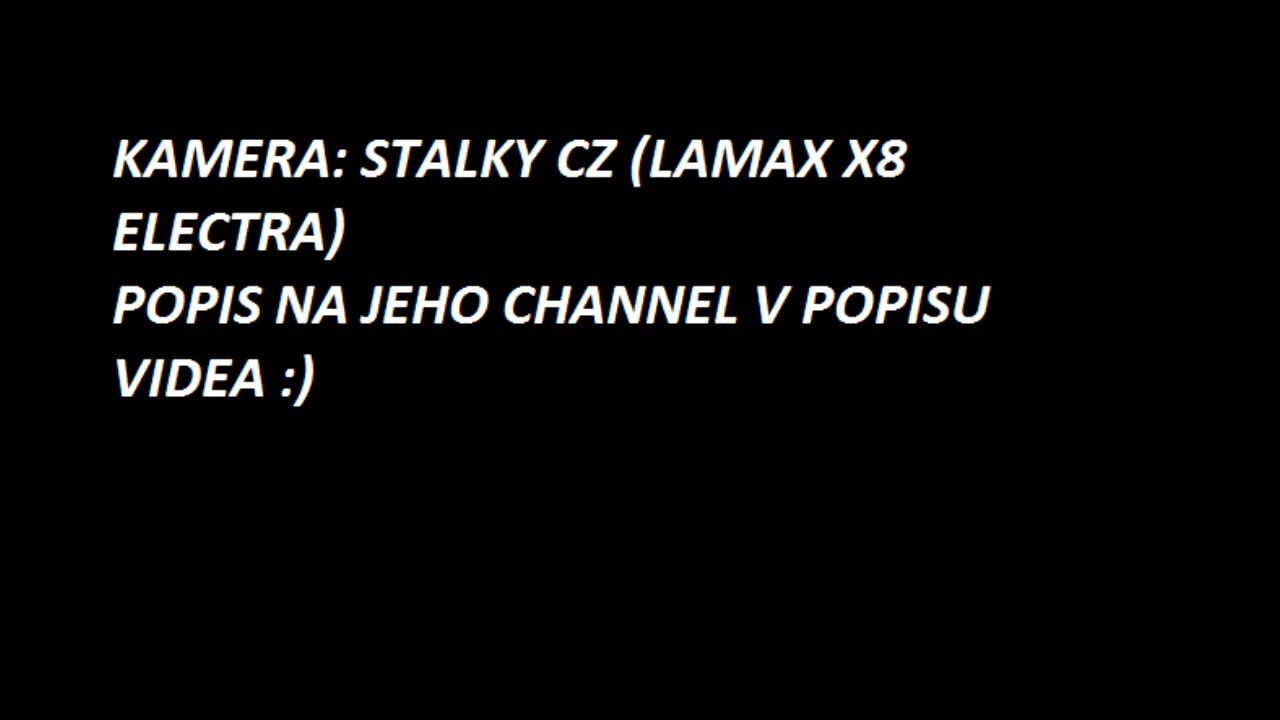 KAMERA: STALKY CZ (LAMAX X8
ELECTRA)
POPIS NA JEHO CHANNEL V POPISU
VIDEA :)